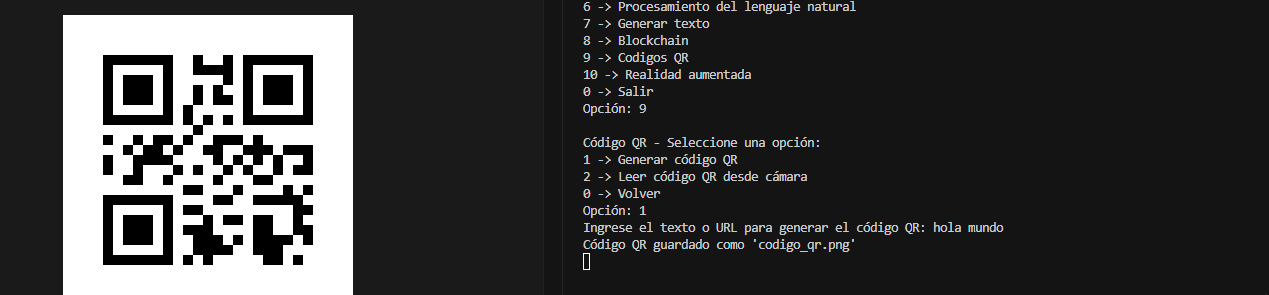 6 -> Procesamiento del lenguaje natural
7 -> Generar texto
8 -> Blockchain
9 -> Codigos QR
10 -> Realidad aumentada
0 -> Salir
Opción: 9

Código QR - Seleccione una opción:
1 -> Generar código QR
2 -> Leer código QR desde cámara
0 -> Volver
Opción: 1
Ingrese el texto o URL para generar el código QR: hola mundo
Código QR guardado como 'codigo_qr.png'